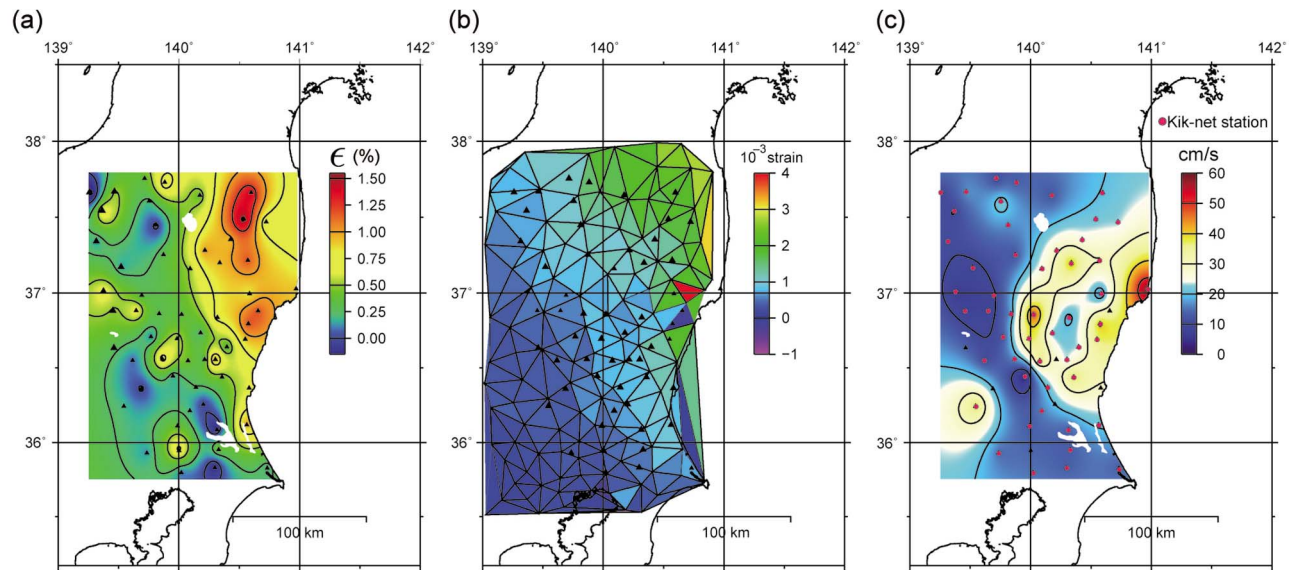 (a)
139° 140° 141° 142°
38°
37°
36°
ϵ (%)
1.50
1.25
1.00
0.75
0.50
0.25
0.00
100 km
(b)
139° 140° 141° 142°
38°
37°
36°
10⁻³ strain
4
3
2
1
0
−1
100 km
(c)
139° 140° 141° 142°
38°
37°
36°
Kik-net station
cm/s
60
50
40
30
20
10
0
100 km